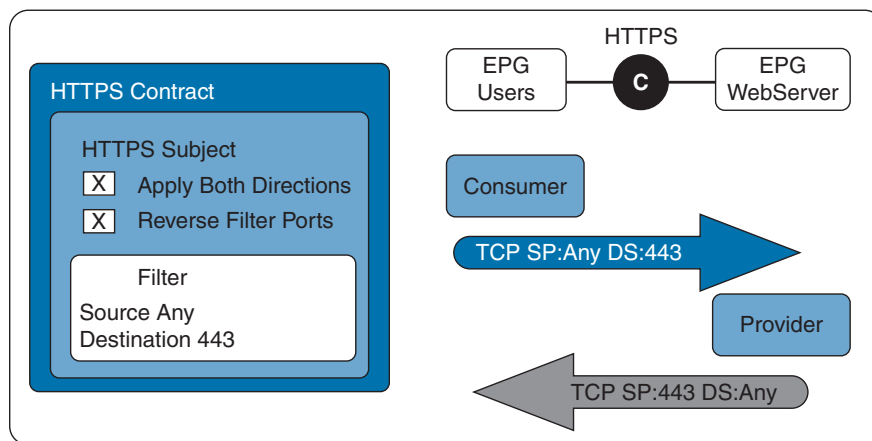 HTTPS Contract
HTTPS Subject
X Apply Both Directions
X Reverse Filter Ports
Filter
Source Any
Destination 443
HTTPS
EPG
Users
C
EPG
WebServer
Consumer
TCP SP:Any DS:443
Provider
TCP SP:443 DS:Any